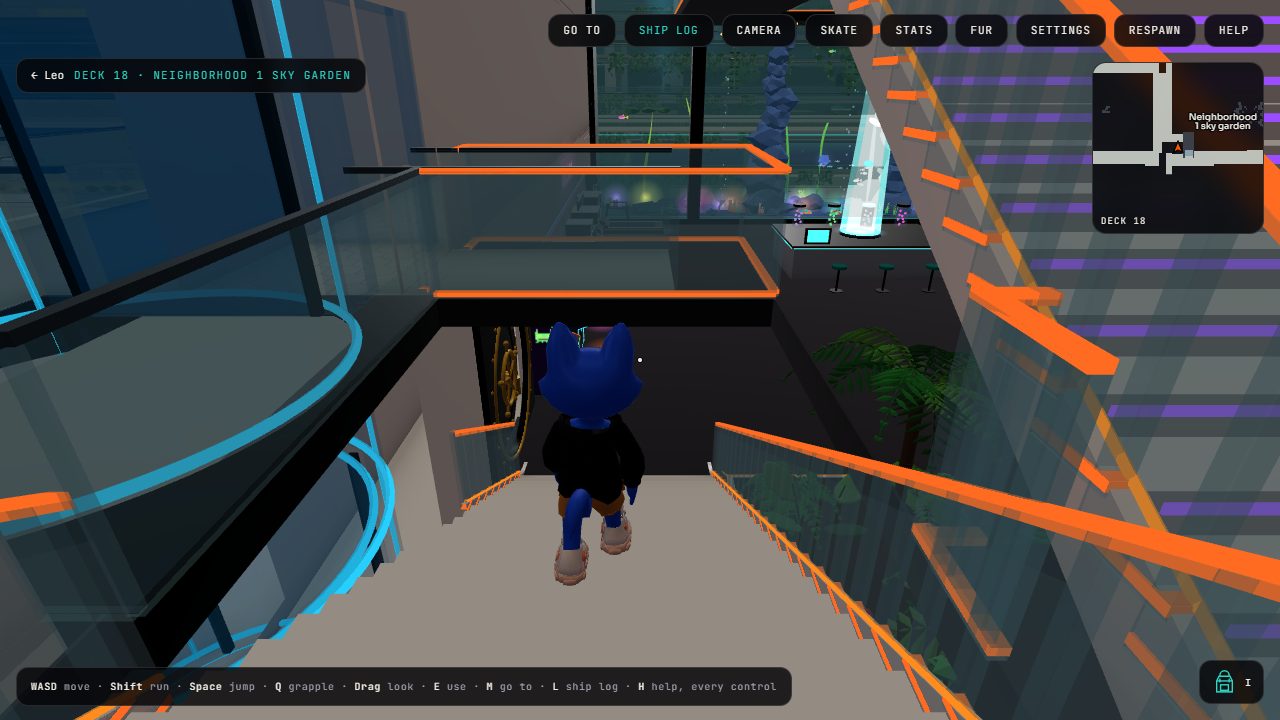 GO TO
SHIP LOG
CAMERA
SKATE
STATS
FUR
SETTINGS
RESPAWN
HELP
← Leo DECK 18 · NEIGHBORHOOD 1 SKY GARDEN
Neighborhood
1 sky garden
DECK 18
WASD move · Shift run · Space jump · Q grapple · Drag look · E use · M go to · L ship log · H help, every control
I